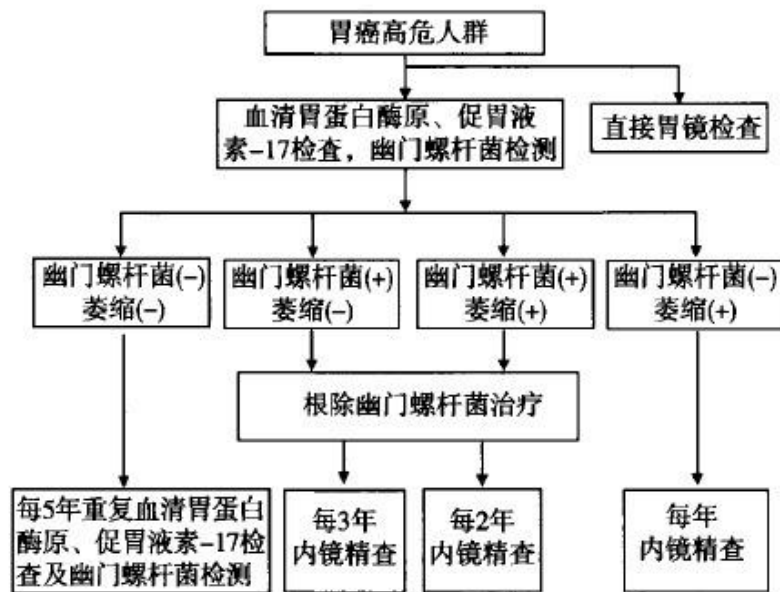 胃癌高危人群
血清胃蛋白酶原、促胃液
素-17检查，幽门螺杆菌检测
直接胃镜检查
幽门螺杆菌(-)
萎缩(-)
幽门螺杆菌(+)
萎缩(-)
幽门螺杆菌(+)
萎缩(+)
幽门螺杆菌(-)
萎缩(+)
根除幽门螺杆菌治疗
每5年重复血清胃蛋白
酶原、促胃液素-17检
查及幽门螺杆菌检测
每3年
内镜精查
每2年
内镜精查
每年
内镜精查